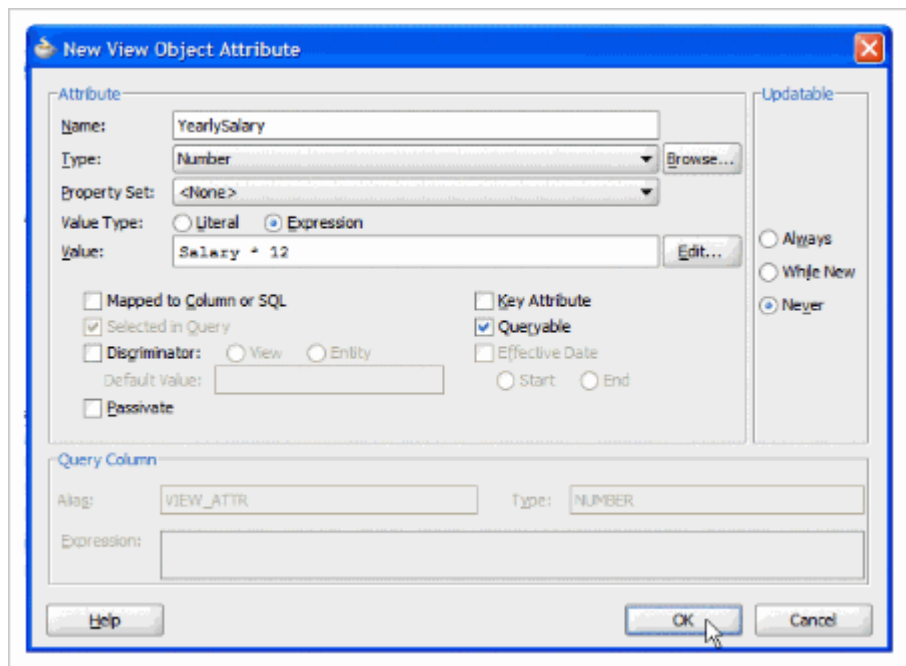 New View Object Attribute
Attribute
Updatable
Name: YearlySalary
Type: Number Browse...
Property Set: <None>
Value Type: Literal Expression
Value: Salary * 12 Edit...
Always
While New
Never
Mapped to Column or SQL Key Attribute
Selected in Query Queryable
Discriminator: View Entity Effective Date
Default Value: Start End
Passivate
Query Column
Alias: VIEW_ATTR Type: NUMBER
Expression:
Help OK Cancel